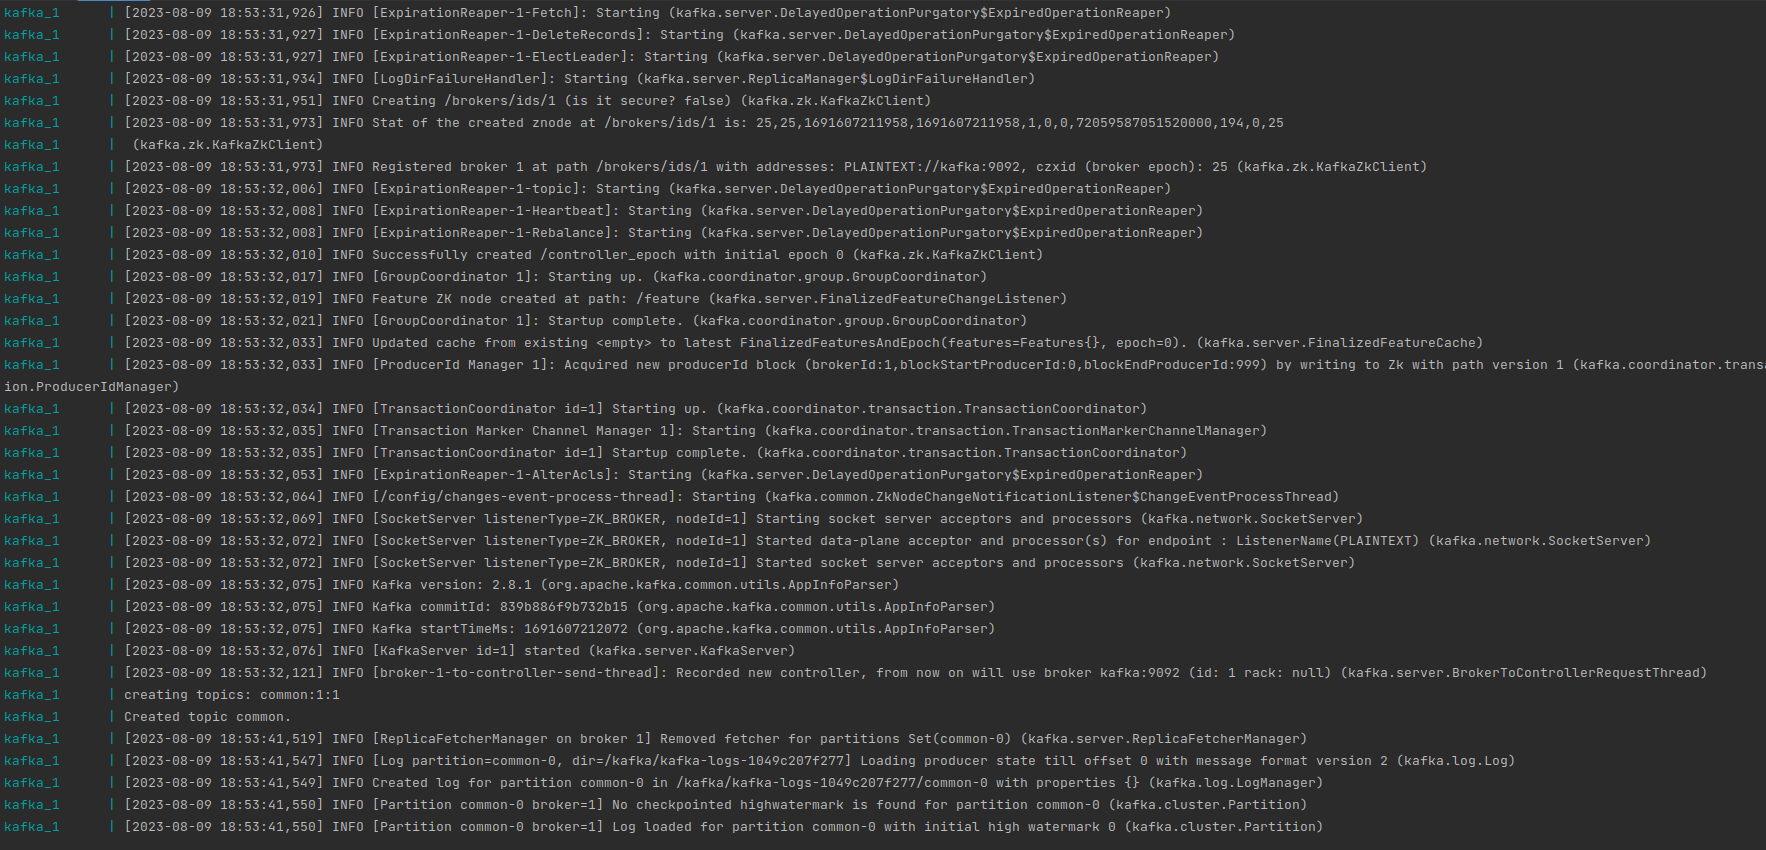 kafka_1      | [2023-08-09 18:53:31,926] INFO [ExpirationReaper-1-Fetch]: Starting (kafka.server.DelayedOperationPurgatory$ExpiredOperationReaper)
kafka_1      | [2023-08-09 18:53:31,927] INFO [ExpirationReaper-1-DeleteRecords]: Starting (kafka.server.DelayedOperationPurgatory$ExpiredOperationReaper)
kafka_1      | [2023-08-09 18:53:31,927] INFO [ExpirationReaper-1-ElectLeader]: Starting (kafka.server.DelayedOperationPurgatory$ExpiredOperationReaper)
kafka_1      | [2023-08-09 18:53:31,934] INFO [LogDirFailureHandler]: Starting (kafka.server.ReplicaManager$LogDirFailureHandler)
kafka_1      | [2023-08-09 18:53:31,951] INFO Creating /brokers/ids/1 (is it secure? false) (kafka.zk.KafkaZkClient)
kafka_1      | [2023-08-09 18:53:31,973] INFO Stat of the created znode at /brokers/ids/1 is: 25,25,1691607211958,1691607211958,1,0,0,72059587051520000,194,0,25
kafka_1      |  (kafka.zk.KafkaZkClient)
kafka_1      | [2023-08-09 18:53:31,973] INFO Registered broker 1 at path /brokers/ids/1 with addresses: PLAINTEXT://kafka:9092, czxid (broker epoch): 25 (kafka.zk.KafkaZkClient)
kafka_1      | [2023-08-09 18:53:32,006] INFO [ExpirationReaper-1-topic]: Starting (kafka.server.DelayedOperationPurgatory$ExpiredOperationReaper)
kafka_1      | [2023-08-09 18:53:32,008] INFO [ExpirationReaper-1-Heartbeat]: Starting (kafka.server.DelayedOperationPurgatory$ExpiredOperationReaper)
kafka_1      | [2023-08-09 18:53:32,008] INFO [ExpirationReaper-1-Rebalance]: Starting (kafka.server.DelayedOperationPurgatory$ExpiredOperationReaper)
kafka_1      | [2023-08-09 18:53:32,010] INFO Successfully created /controller_epoch with initial epoch 0 (kafka.zk.KafkaZkClient)
kafka_1      | [2023-08-09 18:53:32,017] INFO [GroupCoordinator 1]: Starting up. (kafka.coordinator.group.GroupCoordinator)
kafka_1      | [2023-08-09 18:53:32,019] INFO Feature ZK node created at path: /feature (kafka.server.FinalizedFeatureChangeListener)
kafka_1      | [2023-08-09 18:53:32,021] INFO [GroupCoordinator 1]: Startup complete. (kafka.coordinator.group.GroupCoordinator)
kafka_1      | [2023-08-09 18:53:32,033] INFO Updated cache from existing <empty> to latest FinalizedFeaturesAndEpoch(features=Features{}, epoch=0). (kafka.server.FinalizedFeatureCache)
kafka_1      | [2023-08-09 18:53:32,033] INFO [ProducerId Manager 1]: Acquired new producerId block (brokerId:1,blockStartProducerId:0,blockEndProducerId:999) by writing to Zk with path version 1 (kafka.coordinator.trans
ion.ProducerIdManager)
kafka_1      | [2023-08-09 18:53:32,034] INFO [TransactionCoordinator id=1] Starting up. (kafka.coordinator.transaction.TransactionCoordinator)
kafka_1      | [2023-08-09 18:53:32,035] INFO [Transaction Marker Channel Manager 1]: Starting (kafka.coordinator.transaction.TransactionMarkerChannelManager)
kafka_1      | [2023-08-09 18:53:32,035] INFO [TransactionCoordinator id=1] Startup complete. (kafka.coordinator.transaction.TransactionCoordinator)
kafka_1      | [2023-08-09 18:53:32,053] INFO [ExpirationReaper-1-AlterAcls]: Starting (kafka.server.DelayedOperationPurgatory$ExpiredOperationReaper)
kafka_1      | [2023-08-09 18:53:32,064] INFO [/config/changes-event-process-thread]: Starting (kafka.common.ZkNodeChangeNotificationListener$ChangeEventProcessThread)
kafka_1      | [2023-08-09 18:53:32,069] INFO [SocketServer listenerType=ZK_BROKER, nodeId=1] Starting socket server acceptors and processors (kafka.network.SocketServer)
kafka_1      | [2023-08-09 18:53:32,072] INFO [SocketServer listenerType=ZK_BROKER, nodeId=1] Started data-plane acceptor and processor(s) for endpoint : ListenerName(PLAINTEXT) (kafka.network.SocketServer)
kafka_1      | [2023-08-09 18:53:32,072] INFO [SocketServer listenerType=ZK_BROKER, nodeId=1] Started socket server acceptors and processors (kafka.network.SocketServer)
kafka_1      | [2023-08-09 18:53:32,075] INFO Kafka version: 2.8.1 (org.apache.kafka.common.utils.AppInfoParser)
kafka_1      | [2023-08-09 18:53:32,075] INFO Kafka commitId: 839b886f9b732b15 (org.apache.kafka.common.utils.AppInfoParser)
kafka_1      | [2023-08-09 18:53:32,075] INFO Kafka startTimeMs: 1691607212072 (org.apache.kafka.common.utils.AppInfoParser)
kafka_1      | [2023-08-09 18:53:32,076] INFO [KafkaServer id=1] started (kafka.server.KafkaServer)
kafka_1      | [2023-08-09 18:53:32,121] INFO [broker-1-to-controller-send-thread]: Recorded new controller, from now on will use broker kafka:9092 (id: 1 rack: null) (kafka.server.BrokerToControllerRequestThread)
kafka_1      | creating topics: common:1:1
kafka_1      | Created topic common.
kafka_1      | [2023-08-09 18:53:41,519] INFO [ReplicaFetcherManager on broker 1] Removed fetcher for partitions Set(common-0) (kafka.server.ReplicaFetcherManager)
kafka_1      | [2023-08-09 18:53:41,547] INFO [Log partition=common-0, dir=/kafka/kafka-logs-1049c207f277] Loading producer state till offset 0 with message format version 2 (kafka.log.Log)
kafka_1      | [2023-08-09 18:53:41,549] INFO Created log for partition common-0 in /kafka/kafka-logs-1049c207f277/common-0 with properties {} (kafka.log.LogManager)
kafka_1      | [2023-08-09 18:53:41,550] INFO [Partition common-0 broker=1] No checkpointed highwatermark is found for partition common-0 (kafka.cluster.Partition)
kafka_1      | [2023-08-09 18:53:41,550] INFO [Partition common-0 broker=1] Log loaded for partition common-0 with initial high watermark 0 (kafka.cluster.Partition)